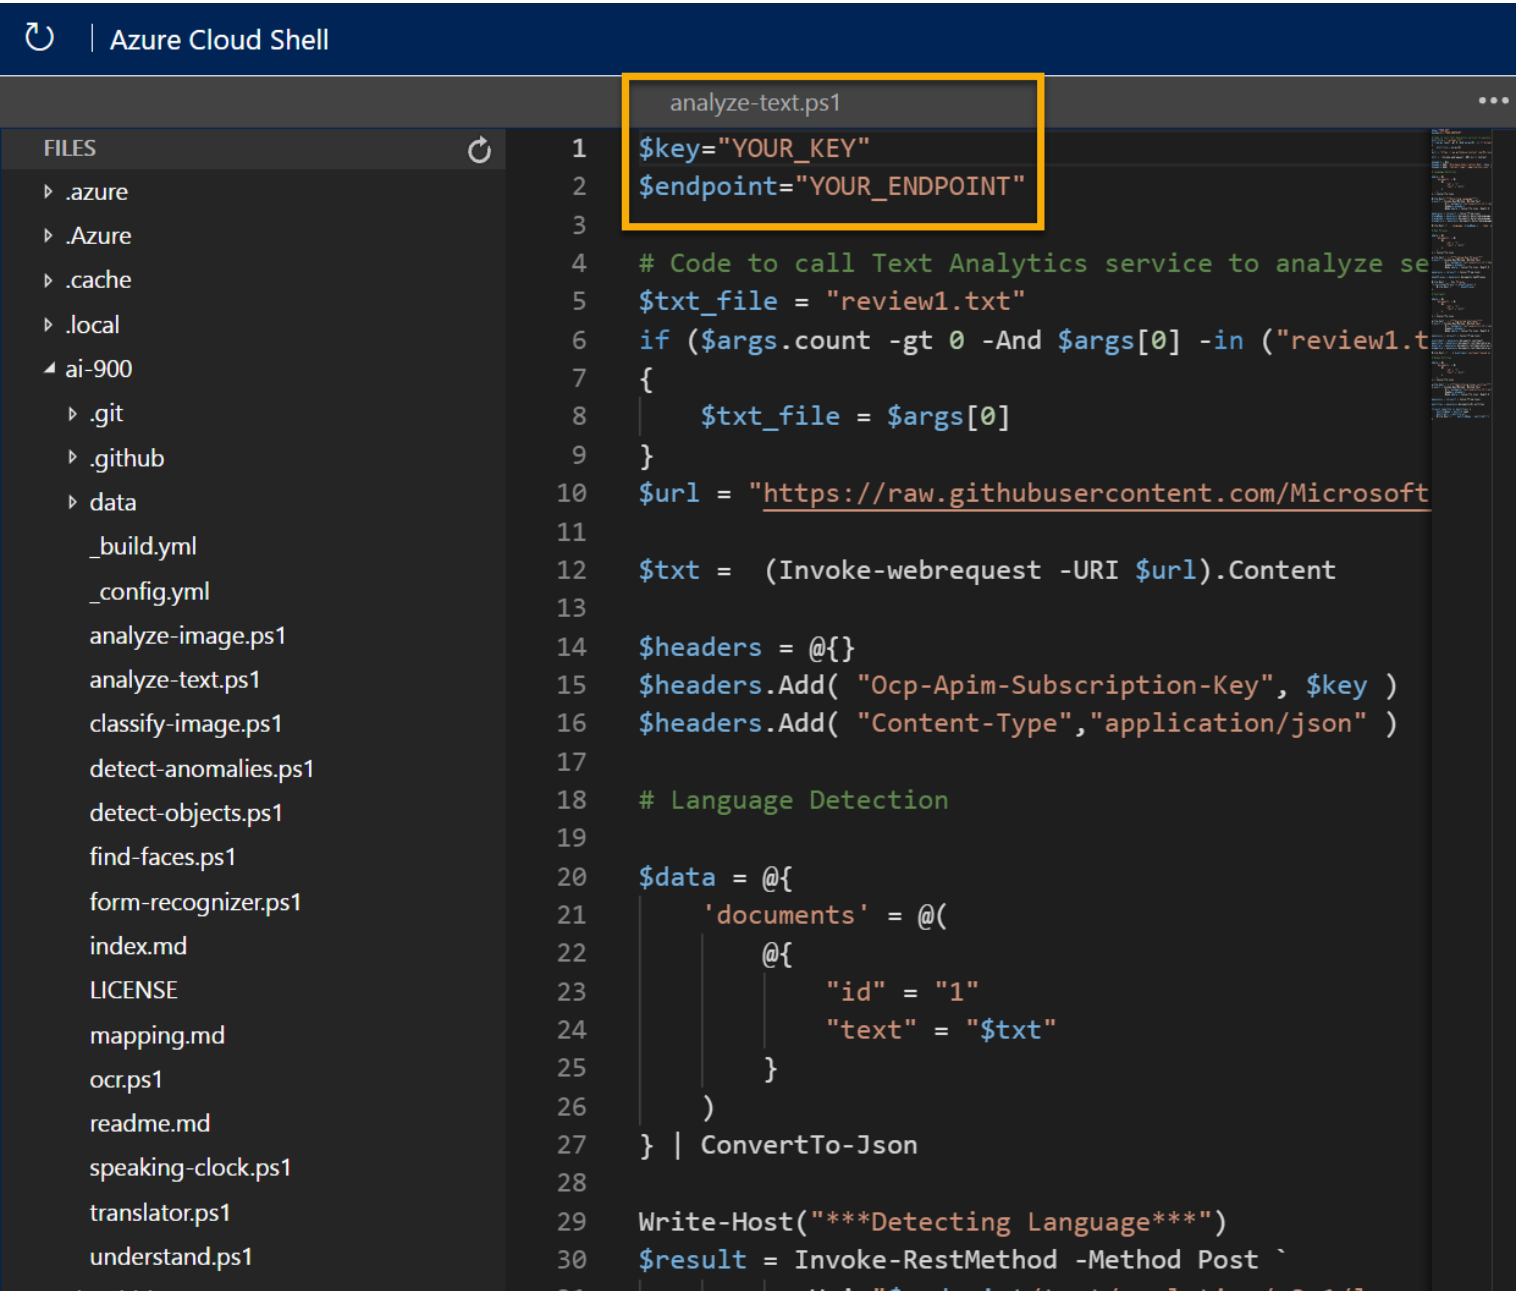 Azure Cloud Shell
analyze-text.ps1
FILES
.azure
.Azure
.cache
.local
ai-900
.git
.github
data
_build.yml
_config.yml
analyze-image.ps1
analyze-text.ps1
classify-image.ps1
detect-anomalies.ps1
detect-objects.ps1
find-faces.ps1
form-recognizer.ps1
index.md
LICENSE
mapping.md
ocr.ps1
readme.md
speaking-clock.ps1
translator.ps1
understand.ps1
1 $key="YOUR_KEY"
2 $endpoint="YOUR_ENDPOINT"
3
4 # Code to call Text Analytics service to analyze se
5 $txt_file = "review1.txt"
6 if ($args.count -gt 0 -And $args[0] -in ("review1.t
7 {
8 $txt_file = $args[0]
9 }
10 $url = "https://raw.githubusercontent.com/Microsoft
11
12 $txt = (Invoke-webrequest -URI $url).Content
13
14 $headers = @{}
15 $headers.Add( "Ocp-Apim-Subscription-Key", $key )
16 $headers.Add( "Content-Type","application/json" )
17
18 # Language Detection
19
20 $data = @{
21 'documents' = @(
22 @{
23 "id" = "1"
24 "text" = "$txt"
25 }
26 )
27 } | ConvertTo-Json
28
29 Write-Host("***Detecting Language***")
30 $result = Invoke-RestMethod -Method Post `